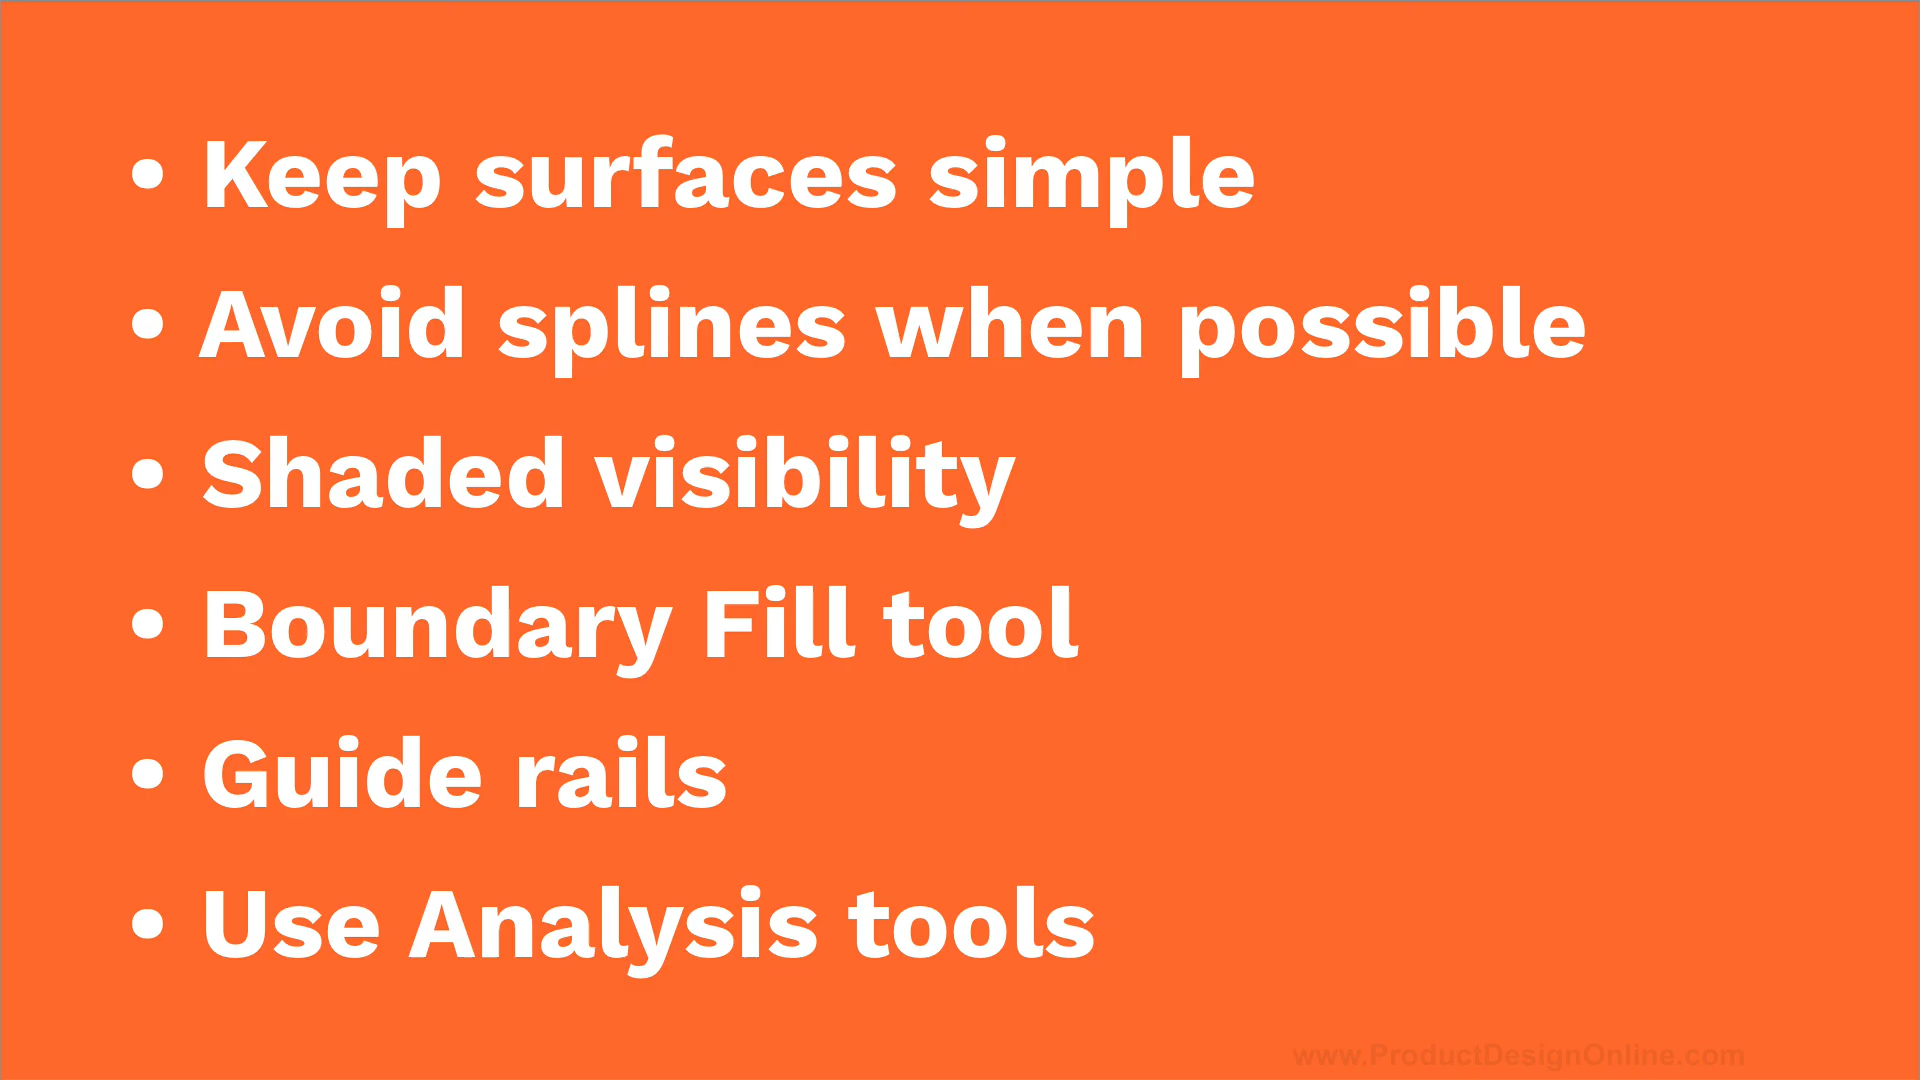 • Keep surfaces simple
• Avoid splines when possible
• Shaded visibility
• Boundary Fill tool
• Guide rails
• Use Analysis tools
www.ProductDesignOnline.com